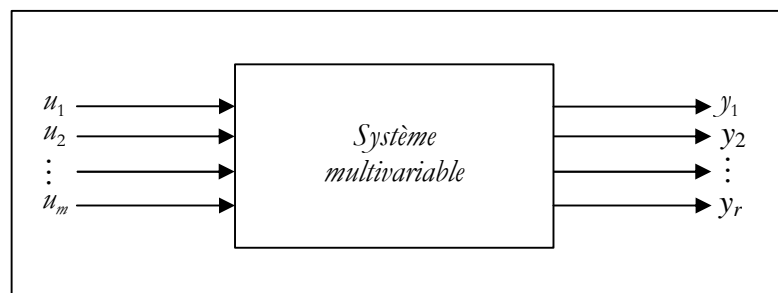 u₁
u₂
⋮
uₘ
Système
multivariable
y₁
y₂
⋮
yᵣ